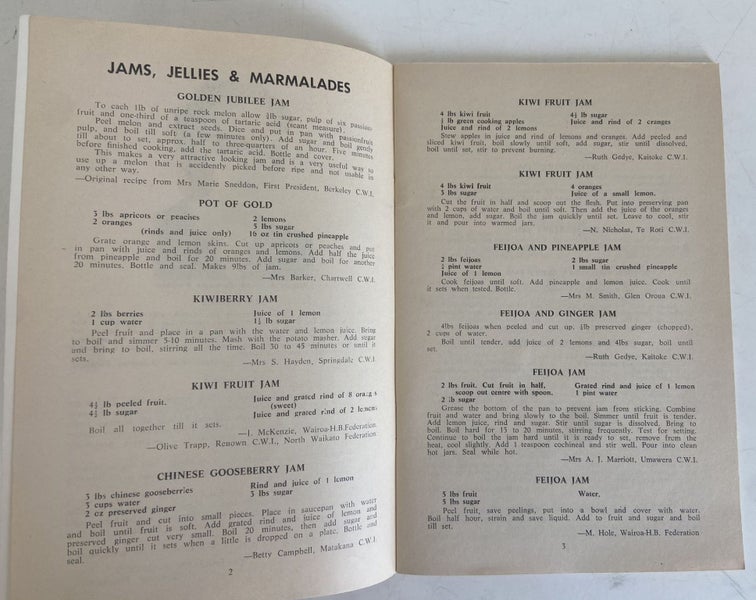 JAMS, JELLIES & MARMALADES
GOLDEN JUBILEE JAM
To each 1lb of unripe rock melon allow ¾lb sugar, pulp of six passion-
fruit and one-third of a teaspoon of tartaric acid (scant measure).
Peel melon and extract seeds. Dice and put in pan with passionfruit
pulp, and boil till soft (a few minutes only). Add sugar and boil gently
till about to set, approx. half to three-quarters of an hour. Five minutes
before finished cooking, add the tartaric acid. Bottle and cover.
This makes a very attractive looking jam and is a very useful way to
use up a melon that is accidently picked before ripe and not usable in
any other way.
—Original recipe from Mrs Marie Sneddon, First President, Berkeley C.W.I.
POT OF GOLD
3 lbs apricots or peaches 2 lemons
2 oranges 5 lbs sugar
(rinds and juice only) 16 oz tin crushed pineapple
Grate orange and lemon skins. Cut up apricots or peaches and put
in pan with juice and rinds of oranges and lemons. Add half the juice
from pineapple and boil for 20 minutes. Add sugar and boil for another
20 minutes. Bottle and seal. Makes 9lbs of jam.
—Mrs Barker, Chartwell C.W.I.
KIWIBERRY JAM
2 lbs berries Juice of 1 lemon
1 cup water 1½ lb sugar
Peel fruit and place in a pan with the water and lemon juice. Bring
to boil and simmer 5-10 minutes. Mash with the potato masher. Add sugar
and bring to boil, stirring all the time. Boil 30 to 45 minutes or until it
sets.
—Mrs S. Hayden, Springdale C.W.I.
KIWI FRUIT JAM
4½ lb peeled fruit. Juice and grated rind of 8 oranges
4½ lb sugar (sweet)
Juice and grated rind of 2 lemons
Boil all together till it sets.
—J. McKenzie, Wairoa-H.B.Federation.
—Olive Trapp, Renown C.W.I., North Waikato Federation.
CHINESE GOOSEBERRY JAM
3 lbs chinese gooseberries Rind and juice of 1 lemon
3 cups water 3 lbs sugar
2 oz preserved ginger
Peel fruit and cut into small pieces. Place in saucepan with water
and boil until fruit is soft. Add grated rind and juice of lemon and
preserved ginger cut very small. Boil 20 minutes, then add sugar and
boil quickly until it sets when a little is dropped on a plate. Bottle and
seal.
—Betty Campbell, Matakana C.W.I.
2
KIWI FRUIT JAM
4 lbs kiwi fruit 4½ lb sugar
lb green cooking apples Juice and rind of 2 oranges
Juice and rind of 2 lemons
Stew apples in juice and rind of lemons and oranges. Add peeled and
sliced kiwi fruit, boil slowly until soft, add sugar, stir until dissolved,
boil until set, stir to prevent burning.
—Ruth Gedye, Kaitoke C.W.I.
KIWI FRUIT JAM
4 lbs kiwi fruit 4 oranges
3 lbs sugar Juice of a small lemon.
Cut the fruit in half and scoop out the flesh. Put into preserving pan
with 2 cups of water and boil until soft. Then add the juice of the oranges
and lemon, add sugar. Boil the jam quickly until set. Leave to cool, stir
it and pour into warmed jars.
—N. Nicholas, Te Roti C.W.I.
FEIJOA AND PINEAPPLE JAM
2 lbs feijoas 2 lbs sugar
pint water 1 small tin crushed pineapple
Juice of 1 lemon
Cook feijoas until soft. Add pineapple and lemon juice. Cook until
it sets when tested. Bottle.
—Mrs M. Smith, Glen Oroua C.W.I.
FEIJOA AND GINGER JAM
4lbs feijoas when peeled and cut up. ½lb preserved ginger (chopped),
2 cups of water.
Boil until tender, add juice of 2 lemons and 4lbs sugar, boil until
set.
—Ruth Gedye, Kaitoke C.W.I.
FEIJOA JAM
2 lbs fruit. Cut fruit in half, Grated rind and juice of 1 lemon
scoop out centre with spoon. 1 pint water
2 lb sugar
Grease the bottom of the pan to prevent jam from sticking. Combine
fruit and water and bring slowly to the boil. Simmer until fruit is tender.
Add lemon juice, rind and sugar. Stir until sugar is dissolved. Bring to
boil. Boil hard for 15 to 20 minutes, stirring frequently. Test for setting.
Continue to boil the jam hard until it is ready to set, remove from the
heat, cool slightly. Add 1 teaspoon cochineal and stir well. Pour into clean
hot jars. Seal while hot.
—Mrs A. J. Marriott, Umawera C.W.I.
FEIJOA JAM
5 lbs fruit Water,
5 lbs sugar
Peel fruit, save peelings, put into a bowl and cover with water.
Boil half hour, strain and save liquid. Add to fruit and sugar and boil
till set.
—M. Hole, Wairoa-H.B. Federation
3